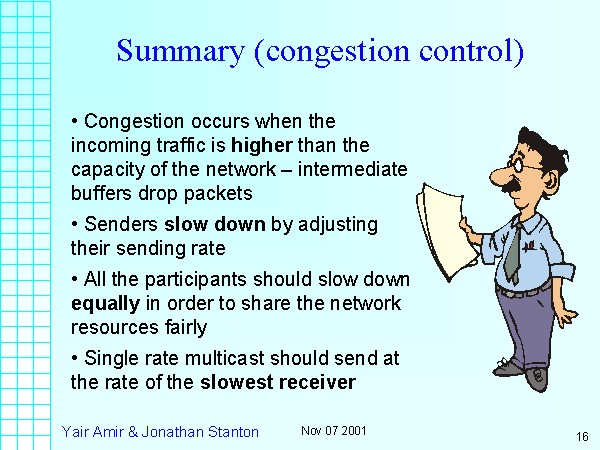 Summary (congestion control)
• Congestion occurs when the
incoming traffic is higher than the
capacity of the network – intermediate
buffers drop packets
• Senders slow down by adjusting
their sending rate
• All the participants should slow down
equally in order to share the network
resources fairly
• Single rate multicast should send at
the rate of the slowest receiver
Yair Amir & Jonathan Stanton
Nov 07 2001
16